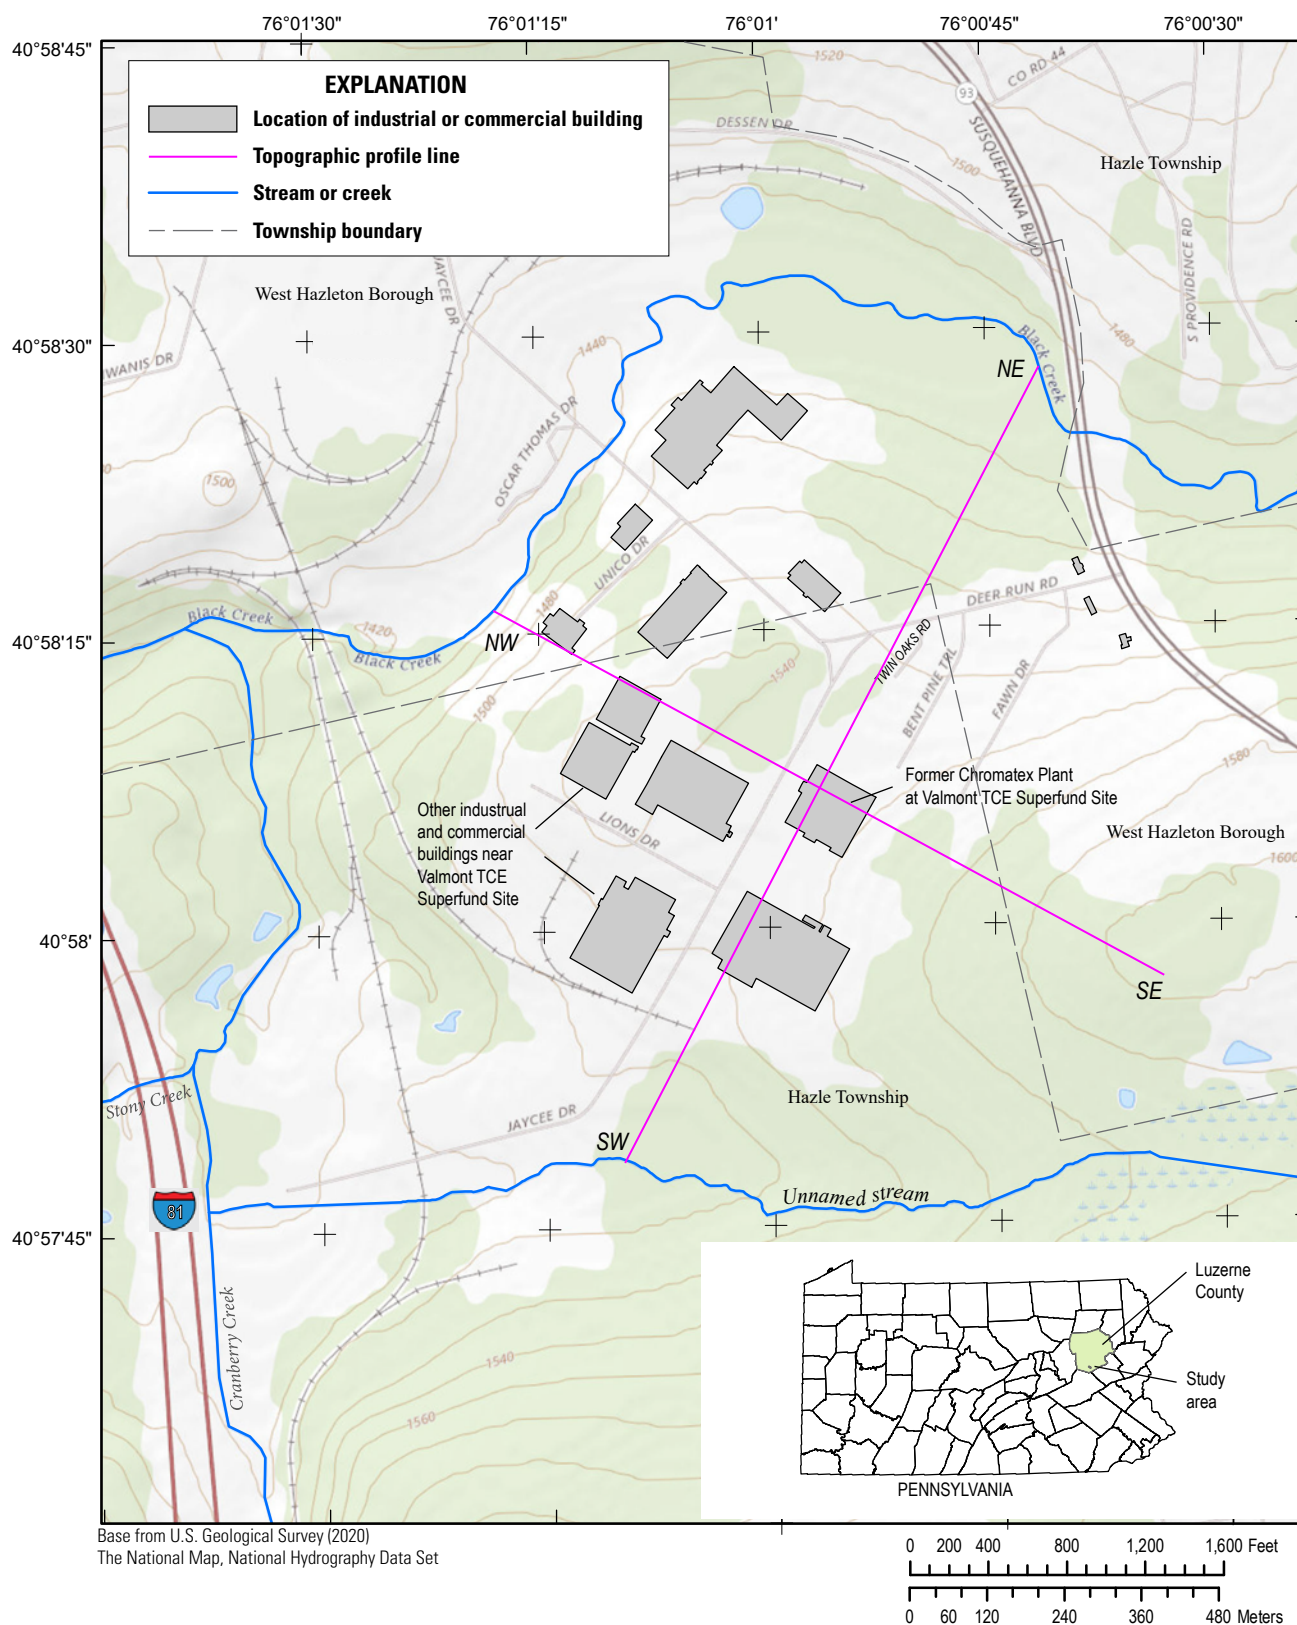 76°01'30"
76°01'15"
76°01'
76°00'45"
76°00'30"
40°58'45"
40°58'30"
40°58'15"
40°58'
40°57'45"
EXPLANATION
Location of industrial or commercial building
Topographic profile line
Stream or creek
Township boundary
1520
CO RD 44
93
DESSEN DR
SUSQUEHANNA BLVD
1500
Hazle Township
S PROVIDENCE RD
JAYCEE DR
West Hazleton Borough
1440
Black Creek
1480
WANIS DR
NE
OSCAR THOMAS DR
1500
UNICO DR
1480
DEER RUN RD
Black Creek
1420
Black Creek
NW
TWIN OAKS RD
BENT PINE TRL
FAWN DR
1540
1500
1580
Former Chromatex Plant
at Valmont TCE Superfund Site
Other industrual
and commercial
buildings near
Valmont TCE
Superfund Site
LIONS DR
West Hazleton Borough
1600
SE
Stony Creek
Hazle Township
JAYCEE DR
SW
Unnamed stream
81
Cranberry Creek
1540
1560
Luzerne
County
Study
area
PENNSYLVANIA
Base from U.S. Geological Survey (2020)
The National Map, National Hydrography Data Set
0 200 400 800 1,200 1,600 Feet
0 60 120 240 360 480 Meters